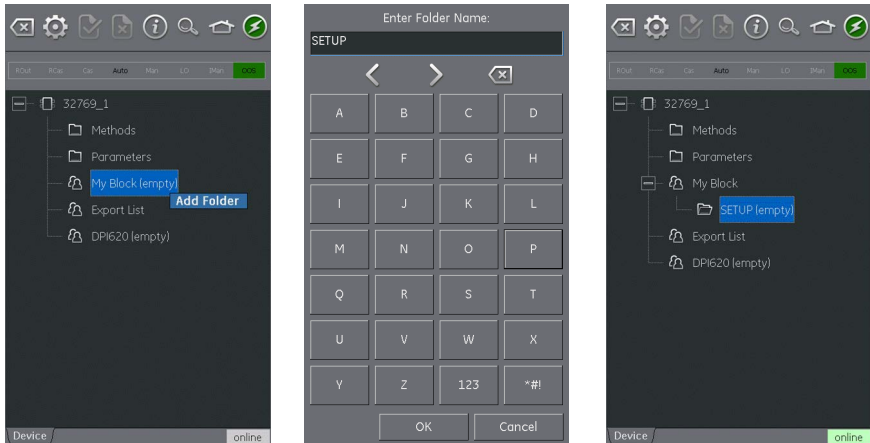 ROut RCas Cas Auto Man LO IMan OOS
32769_1
Methods
Parameters
My Block (empty)
Add Folder
Export List
DPI620 (empty)
Device
online
Enter Folder Name:
SETUP
A B C D
E F G H
I J K L
M N O P
Q R S T
U V W X
Y Z 123 *#!
OK Cancel
ROut RCas Cas Auto Man LO IMan OOS
32769_1
Methods
Parameters
My Block
SETUP (empty)
Export List
DPI620 (empty)
Device
online